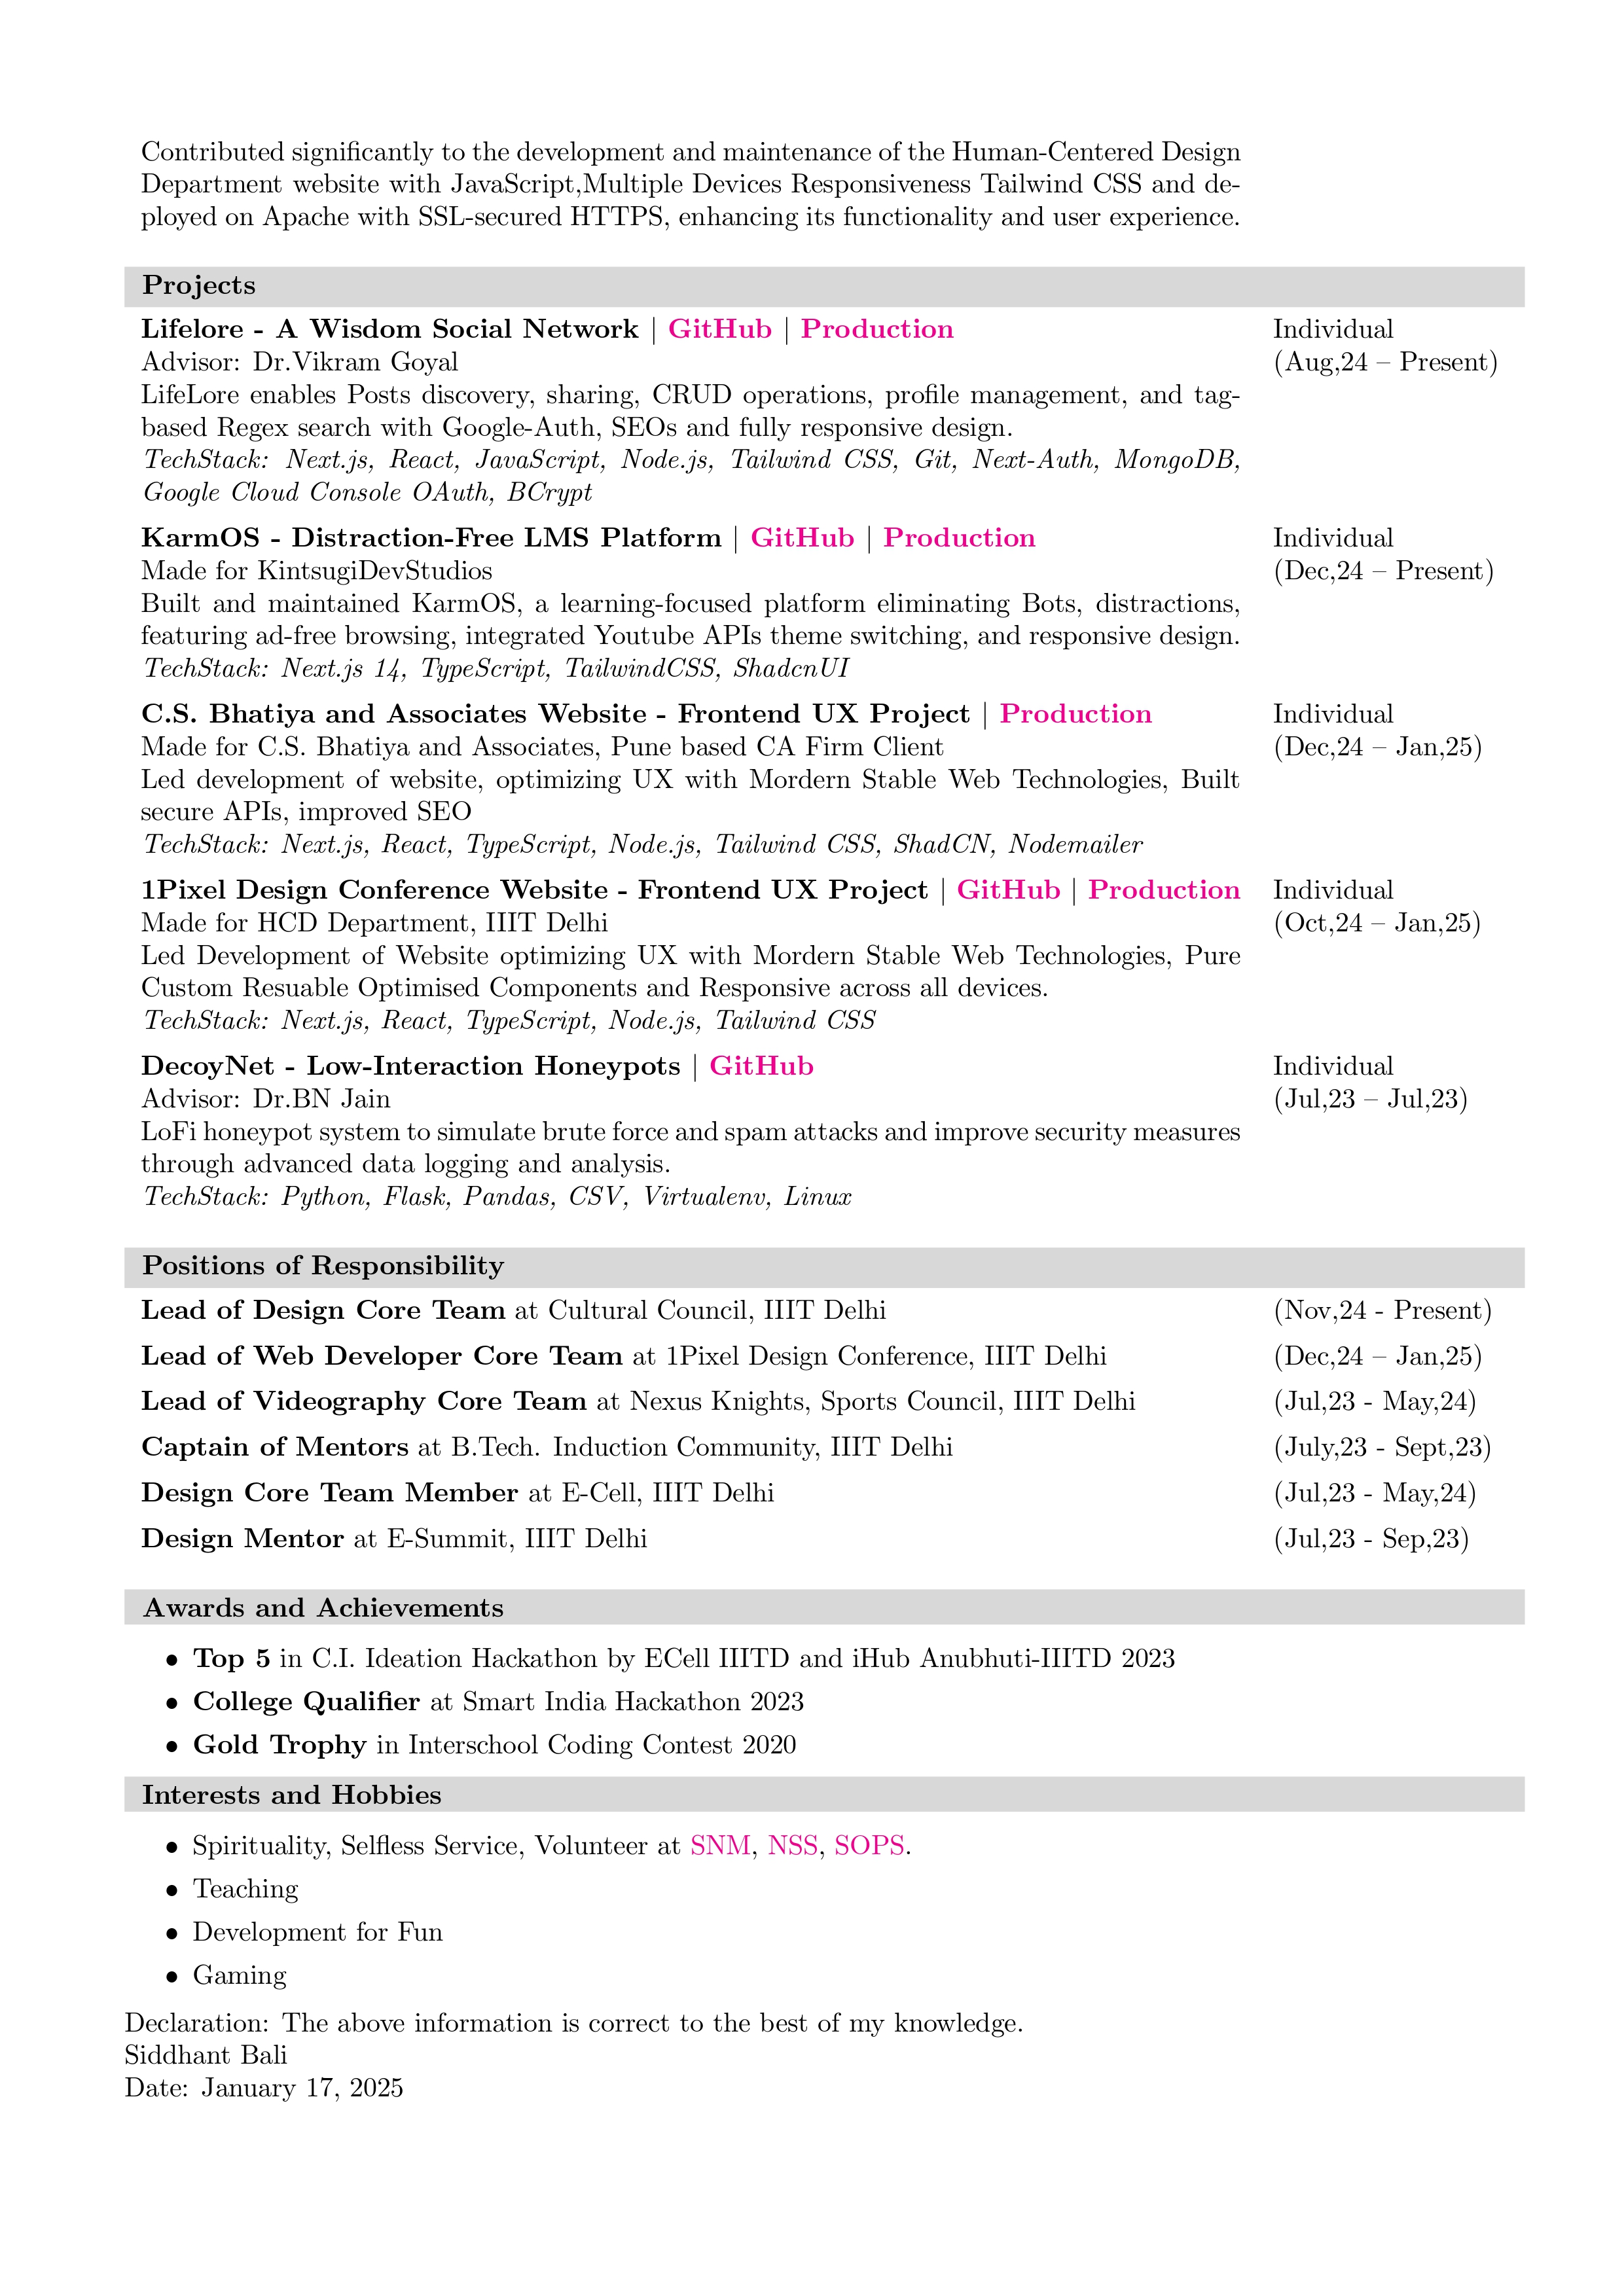 Contributed significantly to the development and maintenance of the Human-Centered Design
Department website with JavaScript,Multiple Devices Responsiveness Tailwind CSS and de-
ployed on Apache with SSL-secured HTTPS, enhancing its functionality and user experience.
Projects
Lifelore - A Wisdom Social Network | GitHub | Production Individual
Advisor: Dr.Vikram Goyal (Aug,24 – Present)
LifeLore enables Posts discovery, sharing, CRUD operations, profile management, and tag-
based Regex search with Google-Auth, SEOs and fully responsive design.
TechStack: Next.js, React, JavaScript, Node.js, Tailwind CSS, Git, Next-Auth, MongoDB,
Google Cloud Console OAuth, BCrypt
KarmOS - Distraction-Free LMS Platform | GitHub | Production Individual
Made for KintsugiDevStudios (Dec,24 – Present)
Built and maintained KarmOS, a learning-focused platform eliminating Bots, distractions,
featuring ad-free browsing, integrated Youtube APIs theme switching, and responsive design.
TechStack: Next.js 14, TypeScript, TailwindCSS, ShadcnUI
C.S. Bhatiya and Associates Website - Frontend UX Project | Production Individual
Made for C.S. Bhatiya and Associates, Pune based CA Firm Client (Dec,24 – Jan,25)
Led development of website, optimizing UX with Mordern Stable Web Technologies, Built
secure APIs, improved SEO
TechStack: Next.js, React, TypeScript, Node.js, Tailwind CSS, ShadCN, Nodemailer
1Pixel Design Conference Website - Frontend UX Project | GitHub | Production Individual
Made for HCD Department, IIIT Delhi (Oct,24 – Jan,25)
Led Development of Website optimizing UX with Mordern Stable Web Technologies, Pure
Custom Resuable Optimised Components and Responsive across all devices.
TechStack: Next.js, React, TypeScript, Node.js, Tailwind CSS
DecoyNet - Low-Interaction Honeypots | GitHub Individual
Advisor: Dr.BN Jain (Jul,23 – Jul,23)
LoFi honeypot system to simulate brute force and spam attacks and improve security measures
through advanced data logging and analysis.
TechStack: Python, Flask, Pandas, CSV, Virtualenv, Linux
Positions of Responsibility
Lead of Design Core Team at Cultural Council, IIIT Delhi (Nov,24 - Present)
Lead of Web Developer Core Team at 1Pixel Design Conference, IIIT Delhi (Dec,24 – Jan,25)
Lead of Videography Core Team at Nexus Knights, Sports Council, IIIT Delhi (Jul,23 - May,24)
Captain of Mentors at B.Tech. Induction Community, IIIT Delhi (July,23 - Sept,23)
Design Core Team Member at E-Cell, IIIT Delhi (Jul,23 - May,24)
Design Mentor at E-Summit, IIIT Delhi (Jul,23 - Sep,23)
Awards and Achievements
• Top 5 in C.I. Ideation Hackathon by ECell IIITD and iHub Anubhuti-IIITD 2023
• College Qualifier at Smart India Hackathon 2023
• Gold Trophy in Interschool Coding Contest 2020
Interests and Hobbies
• Spirituality, Selfless Service, Volunteer at SNM, NSS, SOPS.
• Teaching
• Development for Fun
• Gaming
Declaration: The above information is correct to the best of my knowledge.
Siddhant Bali
Date: January 17, 2025